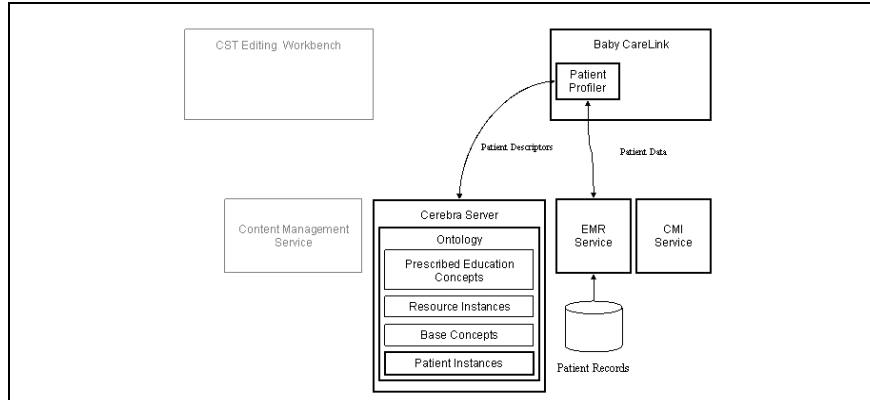 CST Editing Workbench
Baby CareLink
Patient
Profiler
Patient Descriptors
Patient Data
Content Management
Service
Cerebra Server
Ontology
Prescribed Education
Concepts
Resource Instances
Base Concepts
Patient Instances
EMR
Service
CMI
Service
Patient Records